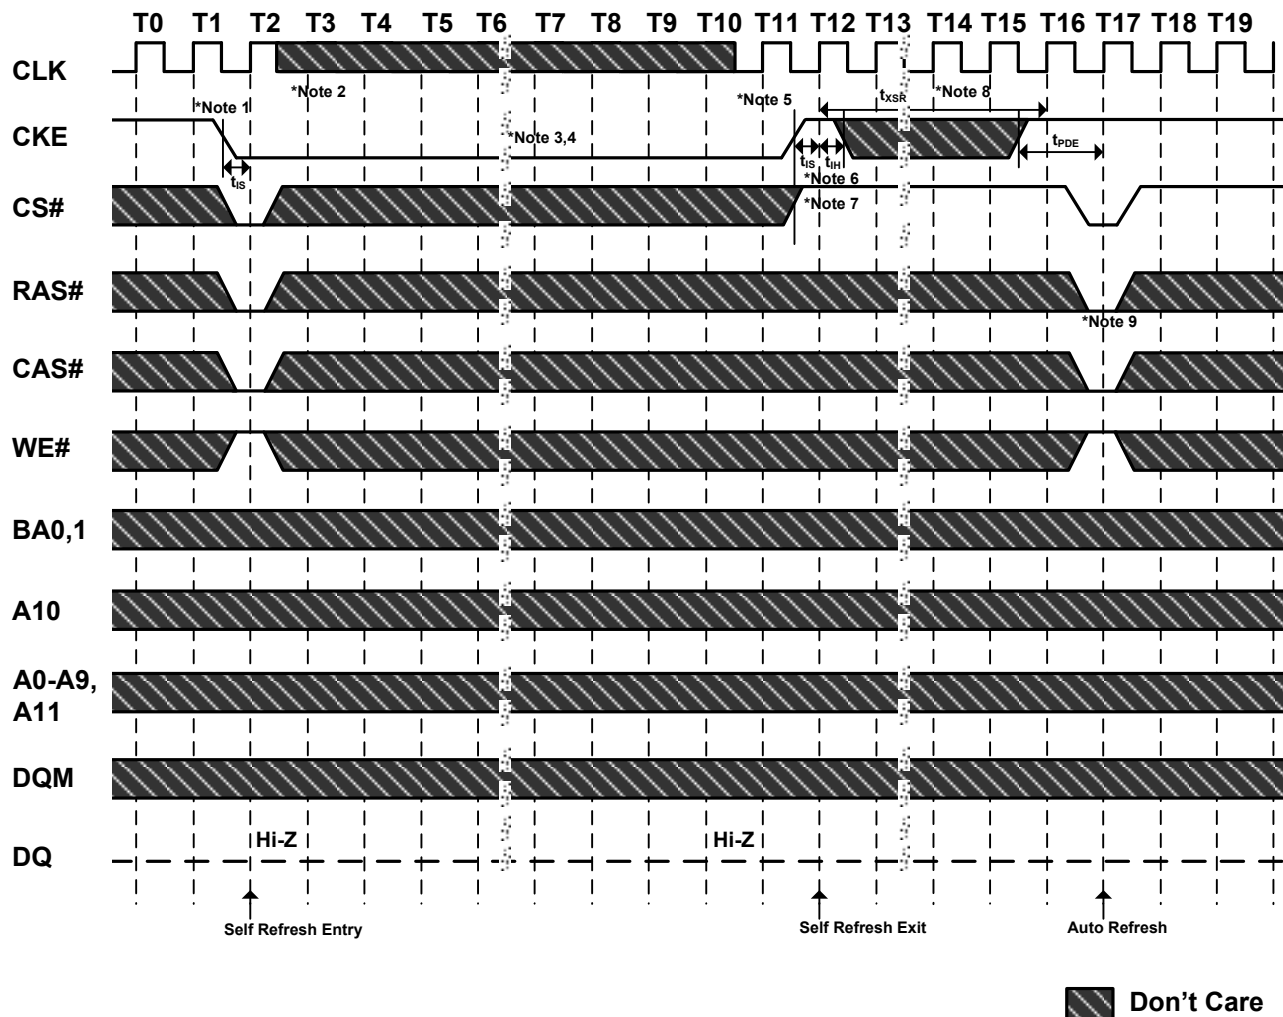 T0 T1 T2 T3 T4 T5 T6 T7 T8 T9 T10 T11 T12 T13 T14 T15 T16 T17 T18 T19
CLK
*Note 2
*Note 5
tXSR
*Note 8
*Note 1
CKE
*Note 3,4
tPDE
tIS
tIS
tIH
*Note 6
CS#
*Note 7
RAS#
*Note 9
CAS#
WE#
BA0,1
A10
A0-A9,
A11
DQM
Hi-Z
Hi-Z
DQ
Self Refresh Entry
Self Refresh Exit
Auto Refresh
Don't Care